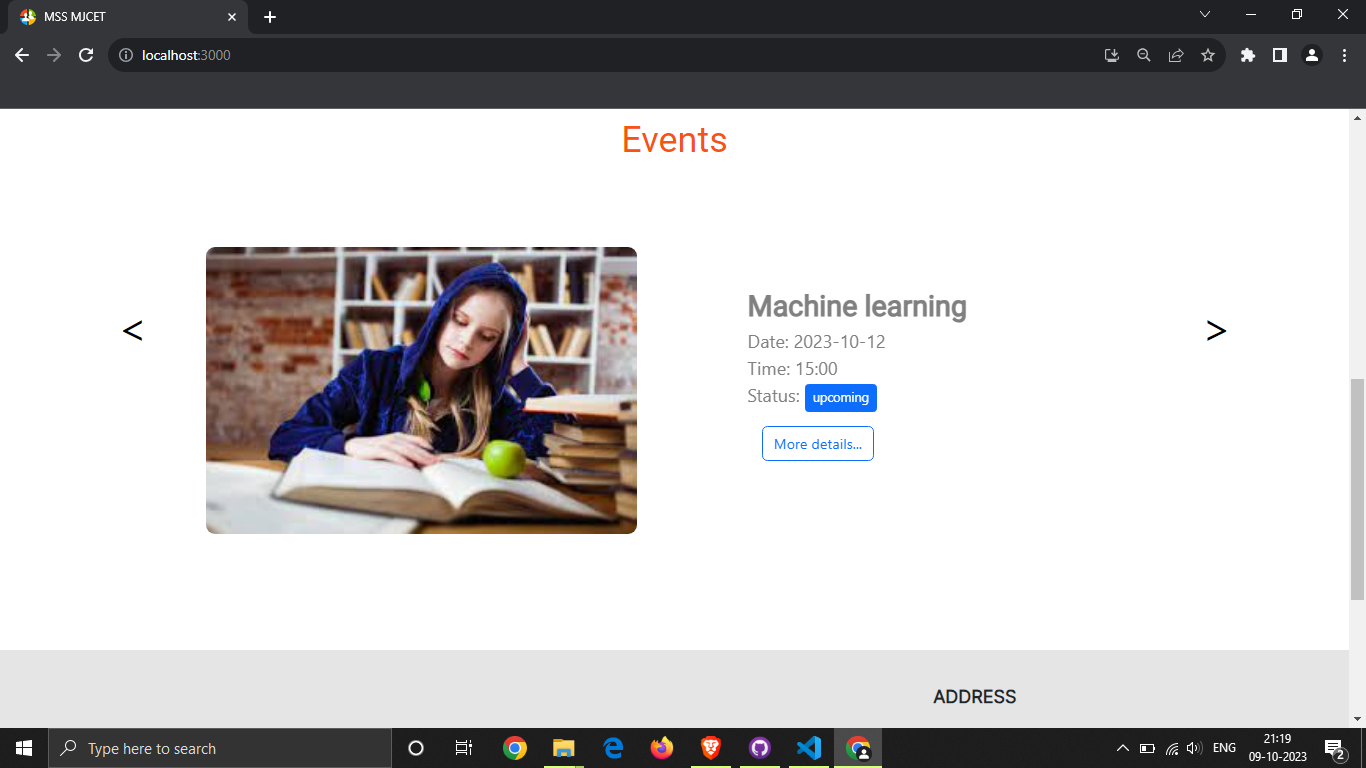 MSS MJCET
localhost:3000
Events
<
>
Machine learning
Date: 2023-10-12
Time: 15:00
Status: upcoming
More details...
ADDRESS
Type here to search
ENG
21:19
09-10-2023
2